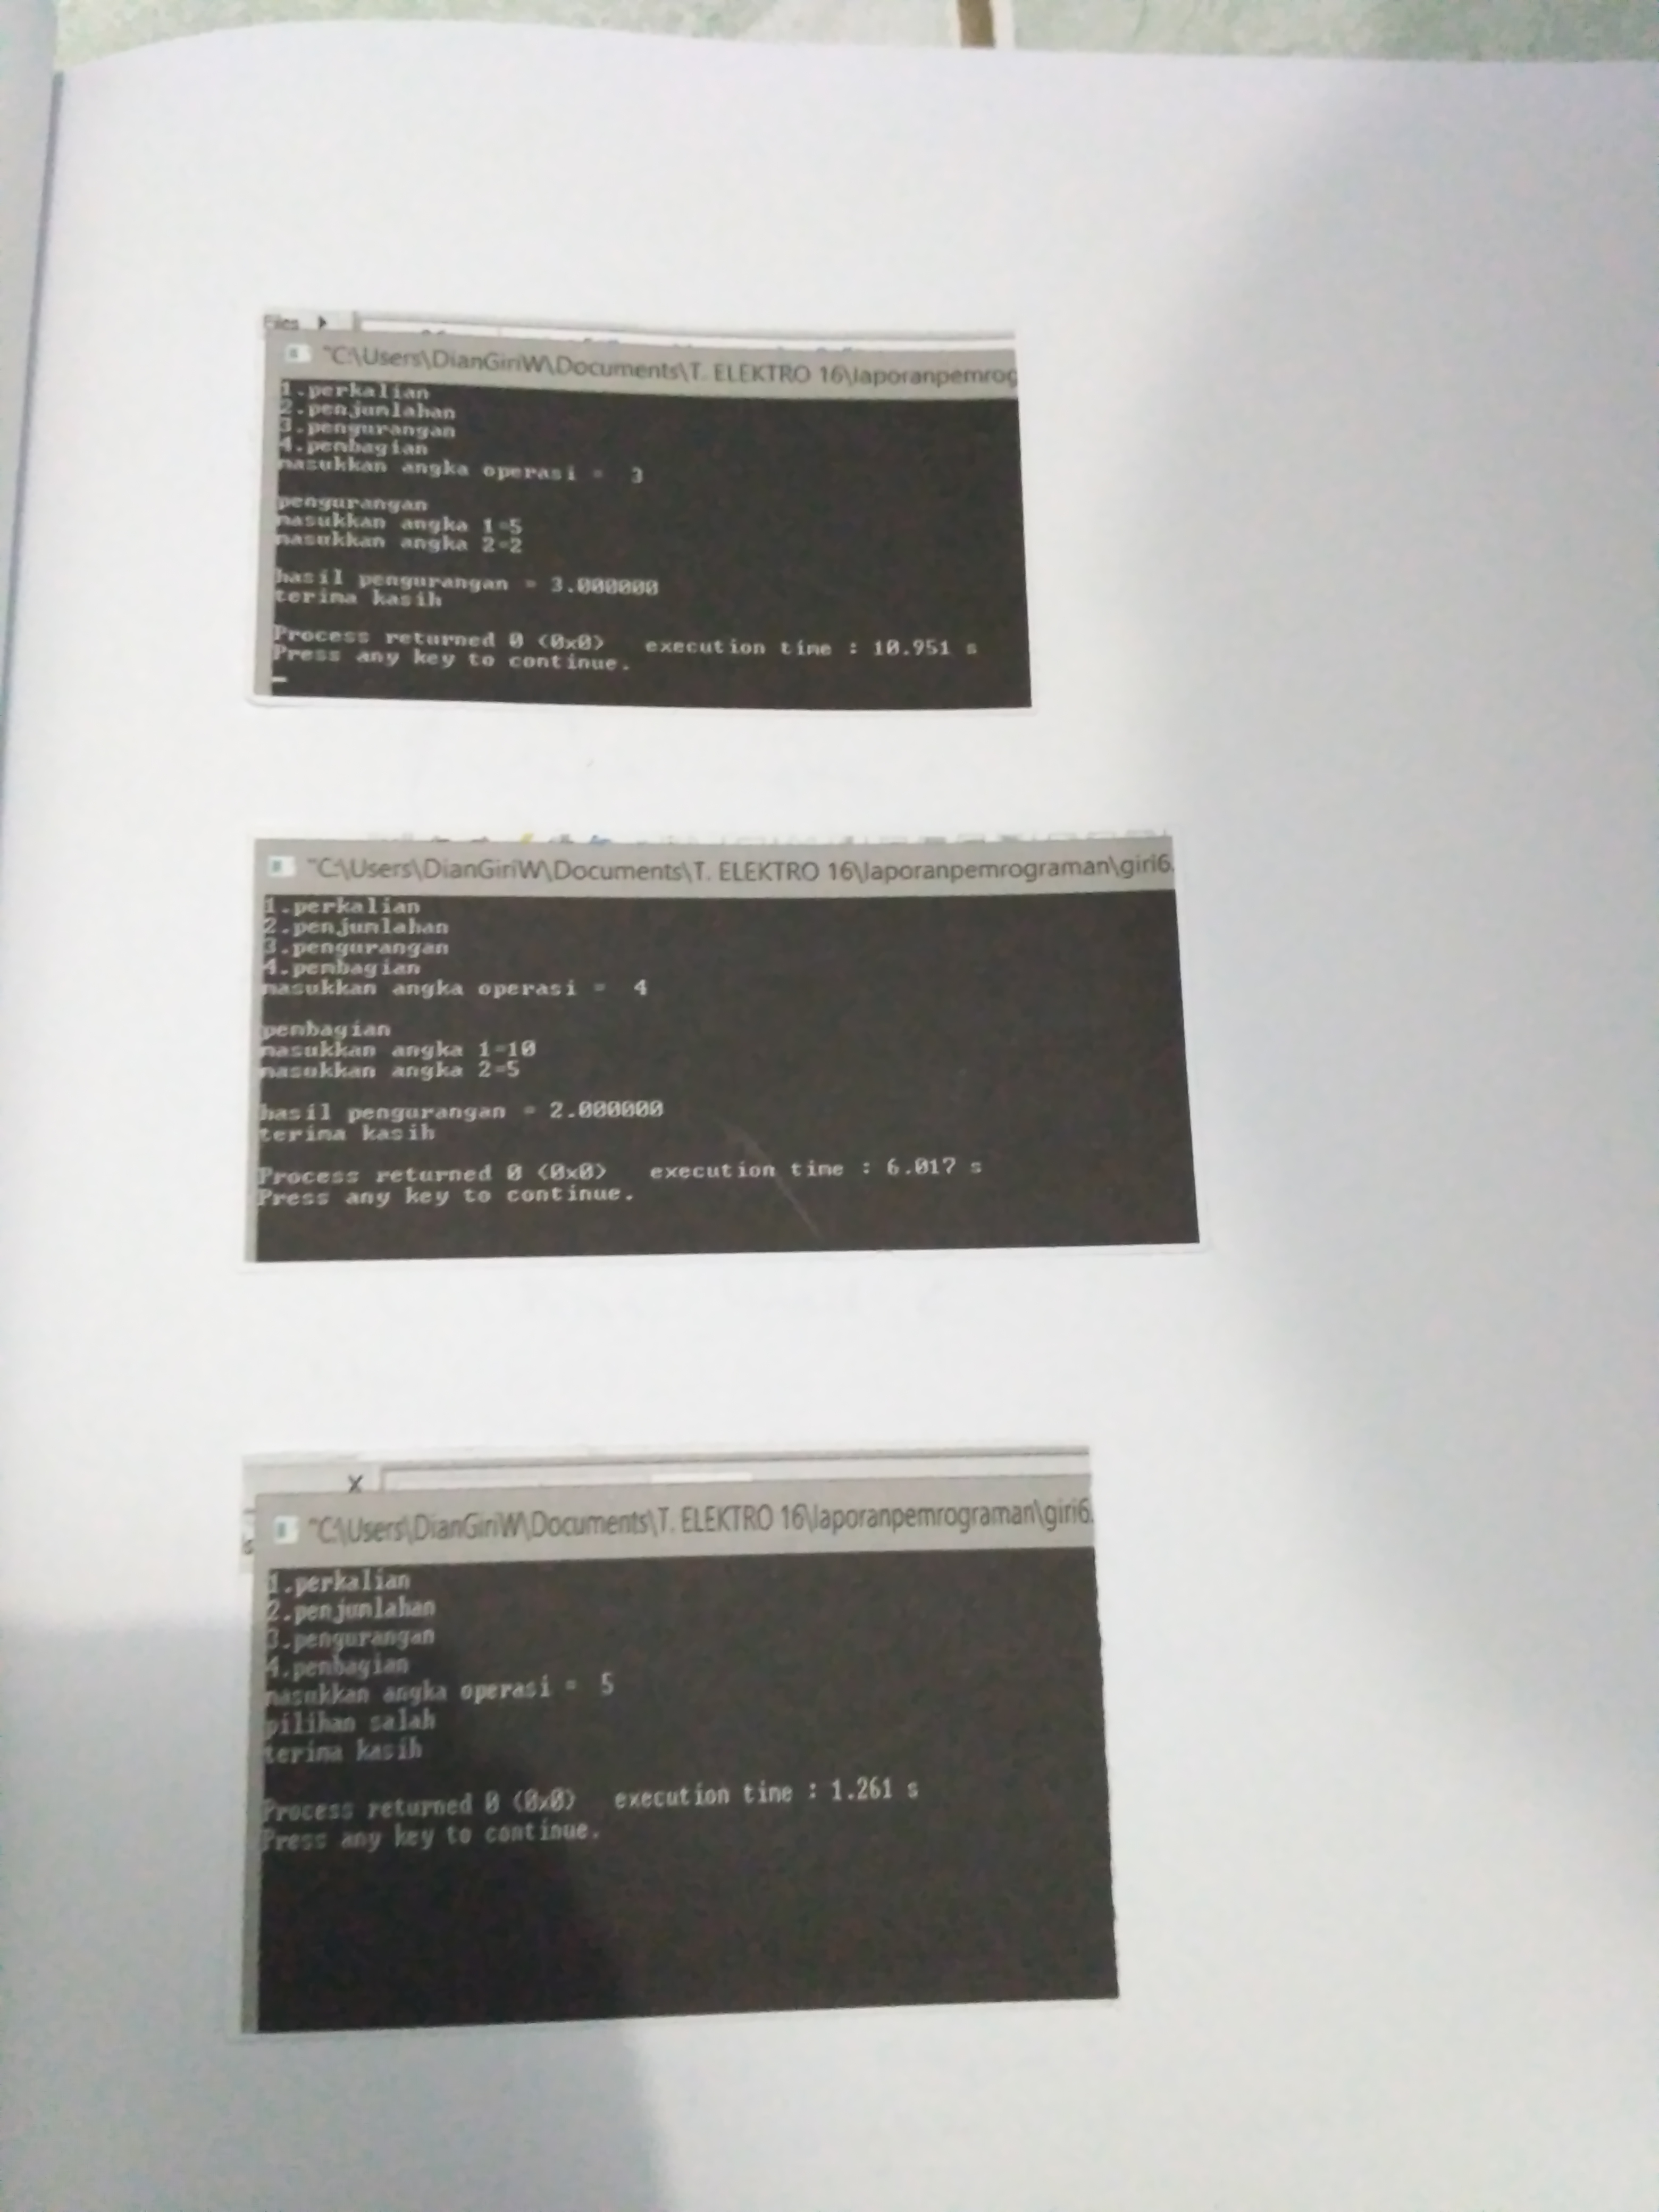 Files
"C:\Users\DianGiriW\Documents\T. ELEKTRO 16\laporanpemrog
1.perkalian
2.penjumlahan
3.pengurangan
4.pembagian
masukkan angka operasi =  3
pengurangan
masukkan angka 1=5
masukkan angka 2=2
hasil pengurangan = 3.000000
terima kasih
Process returned 0 (0x0)   execution time : 10.951 s
Press any key to continue.
"C:\Users\DianGiriW\Documents\T. ELEKTRO 16\laporanpemrograman\giri6.
1.perkalian
2.penjumlahan
3.pengurangan
4.pembagian
masukkan angka operasi =  4
pembagian
masukkan angka 1=10
masukkan angka 2=5
hasil pengurangan = 2.000000
terima kasih
Process returned 0 (0x0)   execution time : 6.017 s
Press any key to continue.
"C:\Users\DianGiriW\Documents\T. ELEKTRO 16\laporanpemrograman\giri6.
1.perkalian
2.penjumlahan
3.pengurangan
4.pembagian
masukkan angka operasi =  5
pilihan salah
terima kasih
Process returned 0 (0x0)   execution time : 1.261 s
Press any key to continue.